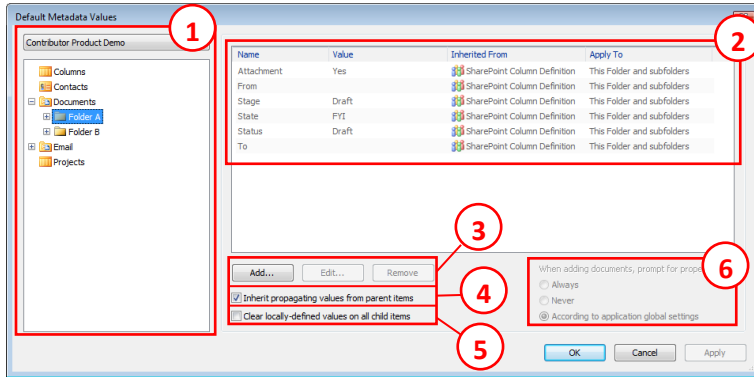 Default Metadata Values
1
Contributor Product Demo
Columns
Contacts
Documents
Folder A
Folder B
Email
Projects
2
Name Value Inherited From Apply To
Attachment Yes SharePoint Column Definition This Folder and subfolders
From SharePoint Column Definition This Folder and subfolders
Stage Draft SharePoint Column Definition This Folder and subfolders
State FYI SharePoint Column Definition This Folder and subfolders
Status Draft SharePoint Column Definition This Folder and subfolders
To SharePoint Column Definition This Folder and subfolders
3
Add... Edit... Remove
4
Inherit propagating values from parent items
5
Clear locally-defined values on all child items
6
When adding documents, prompt for
Always
Never
According to application global settings
OK Cancel Apply